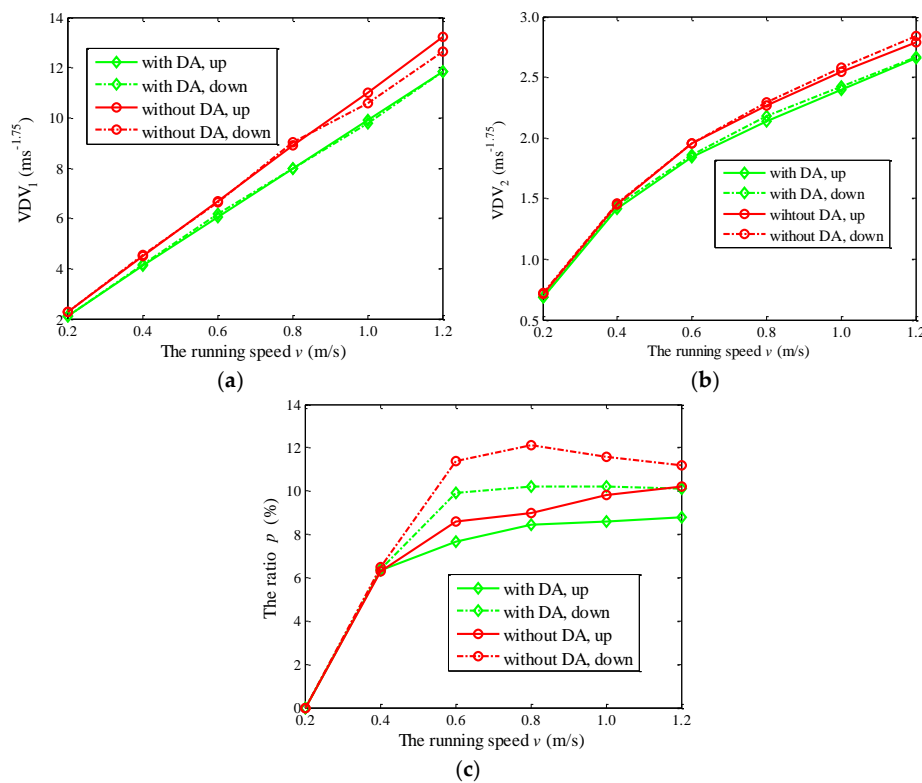 14
12
10
8
6
4
2
0.2
0.4
0.6
0.8
1.0
1.2
VDV1 (ms-1.75)
The running speed v (m/s)
with DA, up
with DA, down
without DA, up
without DA, down
(a)
3.0
2.5
2.0
1.5
1.0
0.5
0.2
0.4
0.6
0.8
1.0
1.2
VDV2 (ms-1.75)
The running speed v (m/s)
with DA, up
with DA, down
wihtout DA, up
without DA, down
(b)
14
12
10
8
6
4
2
0
0.2
0.4
0.6
0.8
1.0
1.2
The ratio p (%)
The running speed v (m/s)
with DA, up
with DA, down
without DA, up
without DA, down
(c)